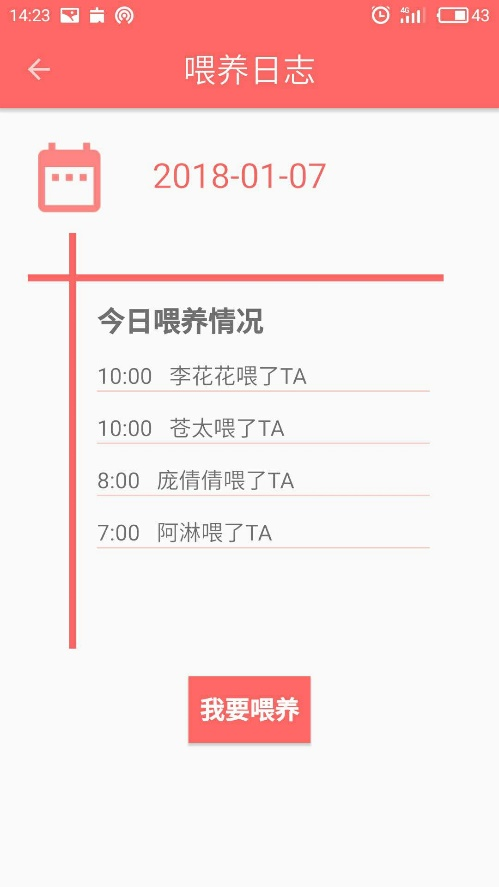 14:23 4G 43
喂养日志
2018-01-07
今日喂养情况
10:00 李花花喂了TA
10:00 苍太喂了TA
8:00 庞倩倩喂了TA
7:00 阿淋喂了TA
我要喂养